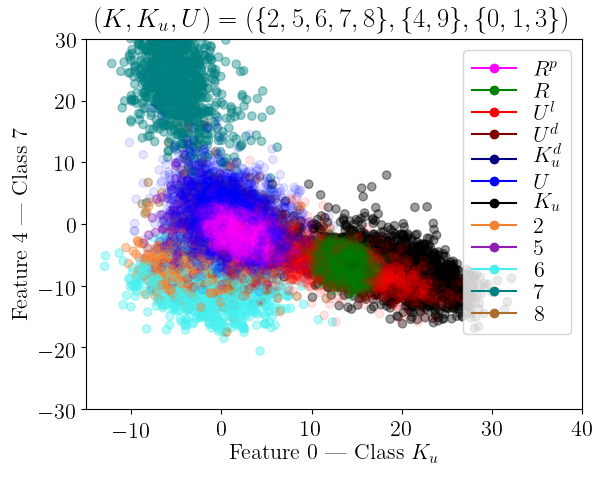 (K, K_u, U) = ({2, 5, 6, 7, 8}, {4, 9}, {0, 1, 3})
30
20
10
0
−10
−20
−30
Feature 4 — Class 7
−10
0
10
20
30
40
Feature 0 — Class K_u
R^p
R
U^l
U^d
K_u^d
U
K_u
2
5
6
7
8